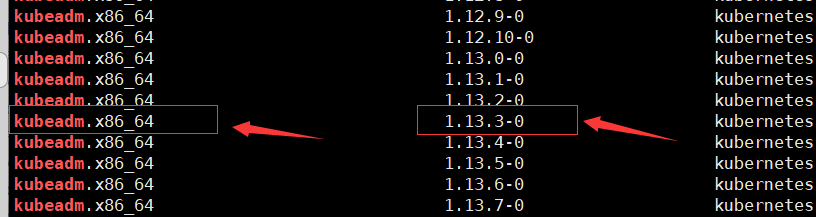 kubeadm.x86_64 1.12.9-0 kubernetes
kubeadm.x86_64 1.12.10-0 kubernetes
kubeadm.x86_64 1.13.0-0 kubernetes
kubeadm.x86_64 1.13.1-0 kubernetes
kubeadm.x86_64 1.13.2-0 kubernetes
kubeadm.x86_64 1.13.3-0 kubernetes
kubeadm.x86_64 1.13.4-0 kubernetes
kubeadm.x86_64 1.13.5-0 kubernetes
kubeadm.x86_64 1.13.6-0 kubernetes
kubeadm.x86_64 1.13.7-0 kubernetes